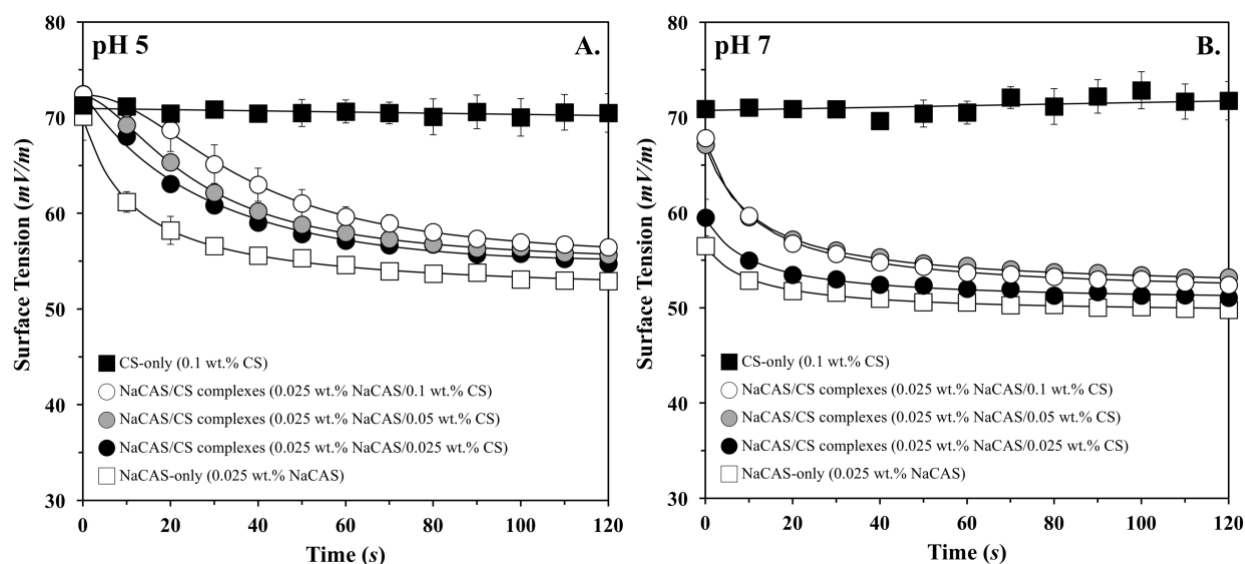 pH 5
A.
80
70
60
50
40
30
Surface Tension (mV/m)
CS-only (0.1 wt.% CS)
NaCAS/CS complexes (0.025 wt.% NaCAS/0.1 wt.% CS)
NaCAS/CS complexes (0.025 wt.% NaCAS/0.05 wt.% CS)
NaCAS/CS complexes (0.025 wt.% NaCAS/0.025 wt.% CS)
NaCAS-only (0.025 wt.% NaCAS)
0 20 40 60 80 100 120
Time (s)
pH 7
B.
80
70
60
50
40
30
Surface Tension (mV/m)
CS-only (0.1 wt.% CS)
NaCAS/CS complexes (0.025 wt.% NaCAS/0.1 wt.% CS)
NaCAS/CS complexes (0.025 wt.% NaCAS/0.05 wt.% CS)
NaCAS/CS complexes (0.025 wt.% NaCAS/0.025 wt.% CS)
NaCAS-only (0.025 wt.% NaCAS)
0 20 40 60 80 100 120
Time (s)